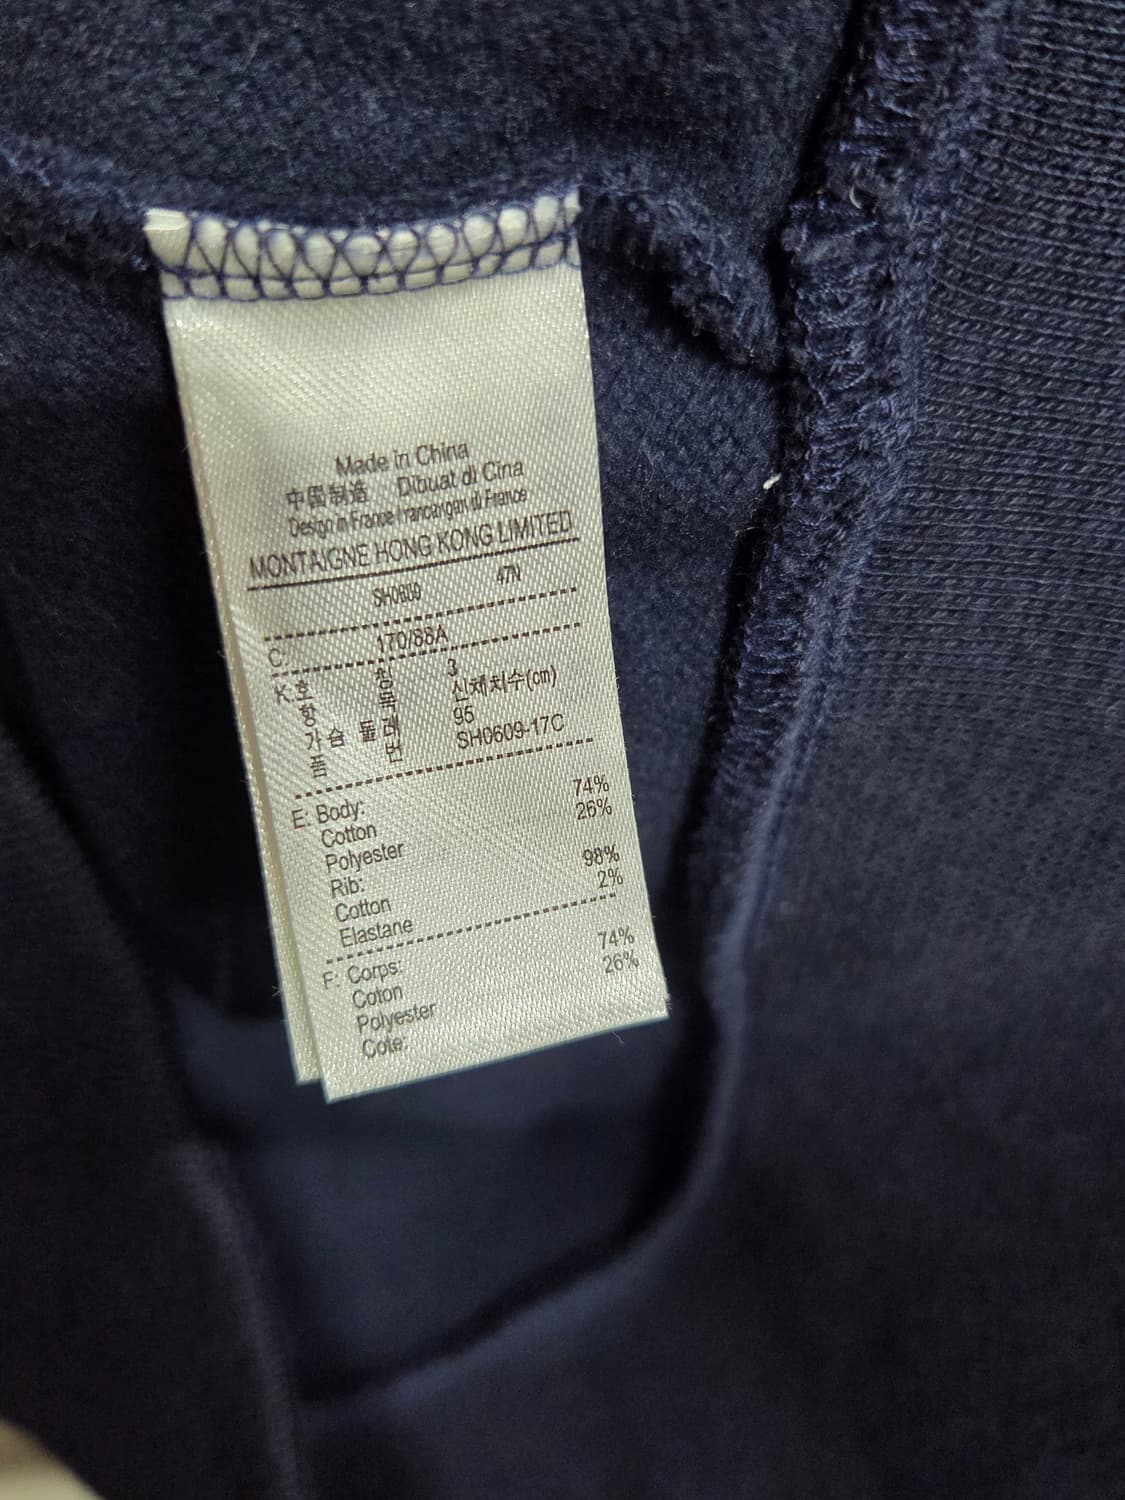 Made in China
中国制造 Dibuat di Cina
Design in France Francangan di France
MONTAIGNE HONG KONG LIMITED
SH0609 47N
C: 170/88A
K: 호 칭 3
항 목 신체치수(cm)
가슴둘레 95
품 번 SH0609-17C
E: Body:
Cotton 74%
Polyester 26%
Rib:
Cotton 98%
Elastane 2%
F: Corps:
Coton 74%
Polyester 26%
Cote: